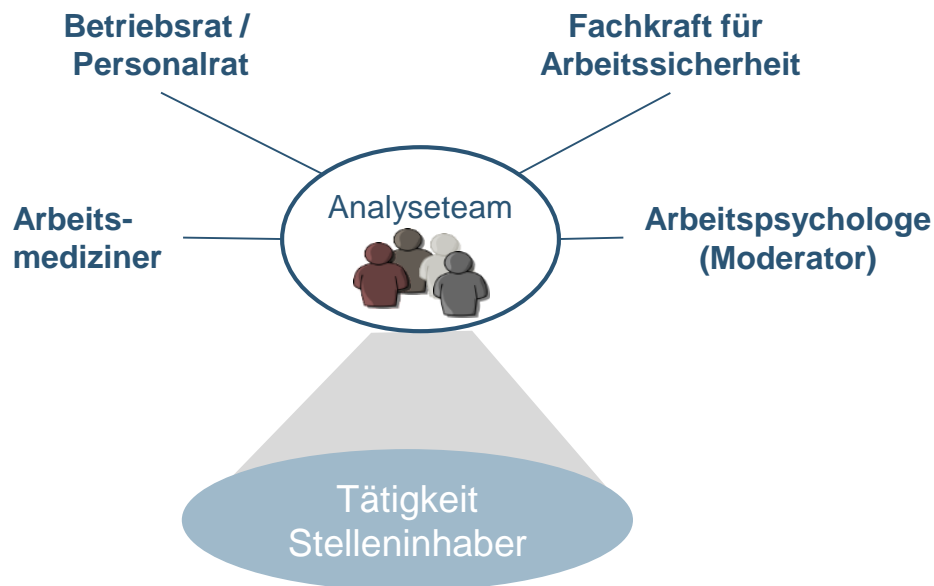 Betriebsrat /
Personalrat
Fachkraft für
Arbeitssicherheit
Analyseteam
Arbeits-
mediziner
Arbeitspsychologe
(Moderator)
Tätigkeit
Stelleninhaber